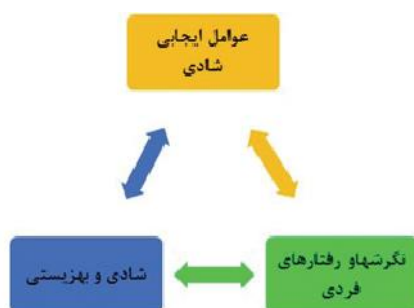 عوامل ایجابی
شادی
نگرشهاو رفتارهای
فردی
شادی و بهزیستی